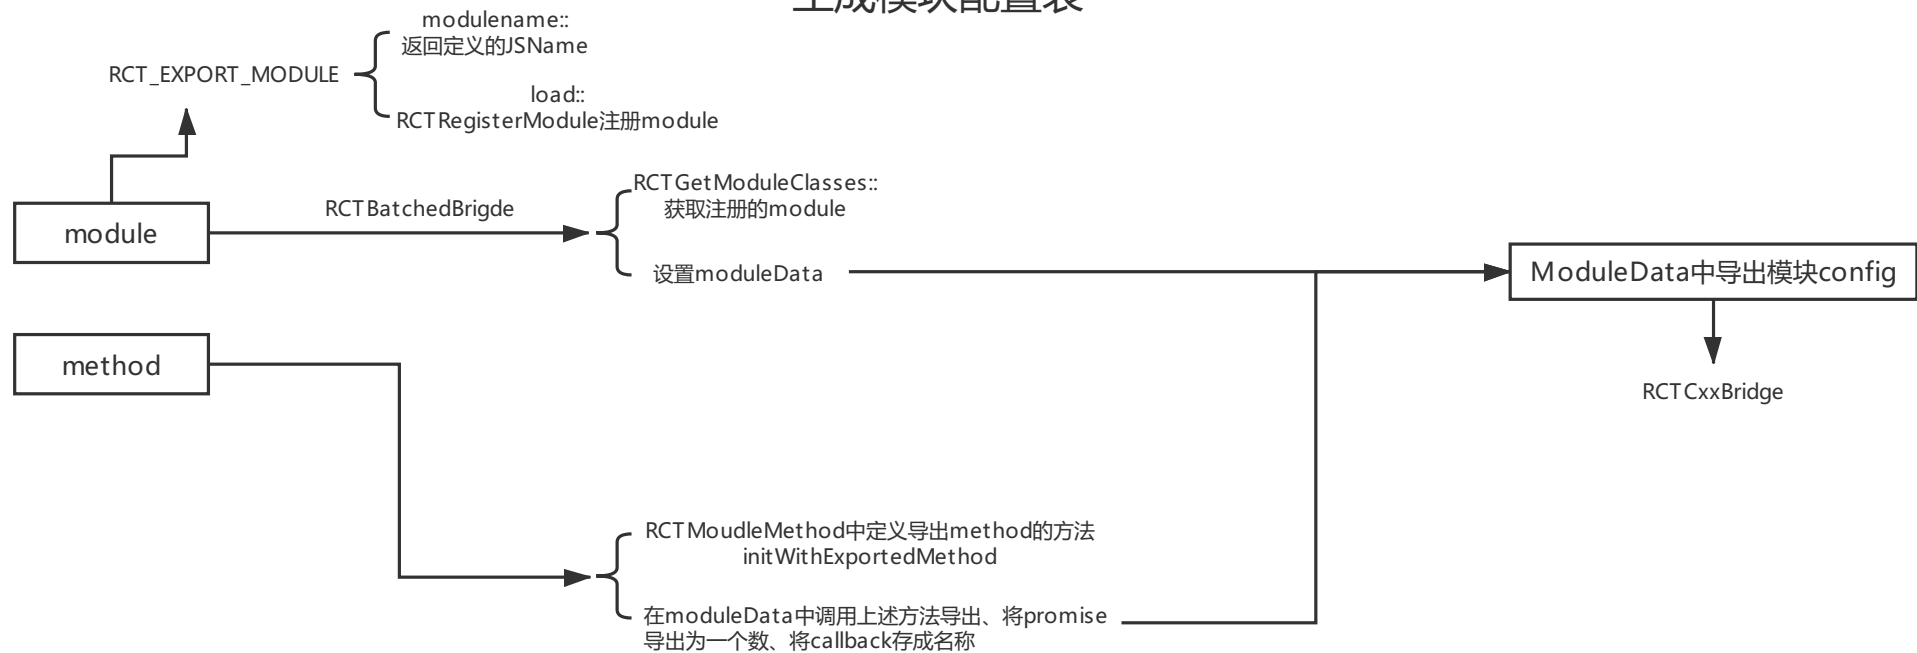 生成模块配置表
modulename::
返回定义的JSName
RCT_EXPORT_MODULE
load::
RCTRegisterModule注册module
module
RCTBatchedBrigde
RCTGetModuleClasses::
获取注册的module
设置moduleData
ModuleData中导出模块config
RCTCxxBridge
method
RCTMoudleMethod中定义导出method的方法
initWithExportedMethod
在moduleData中调用上述方法导出、将promise
导出为一个数、将callback存成名称